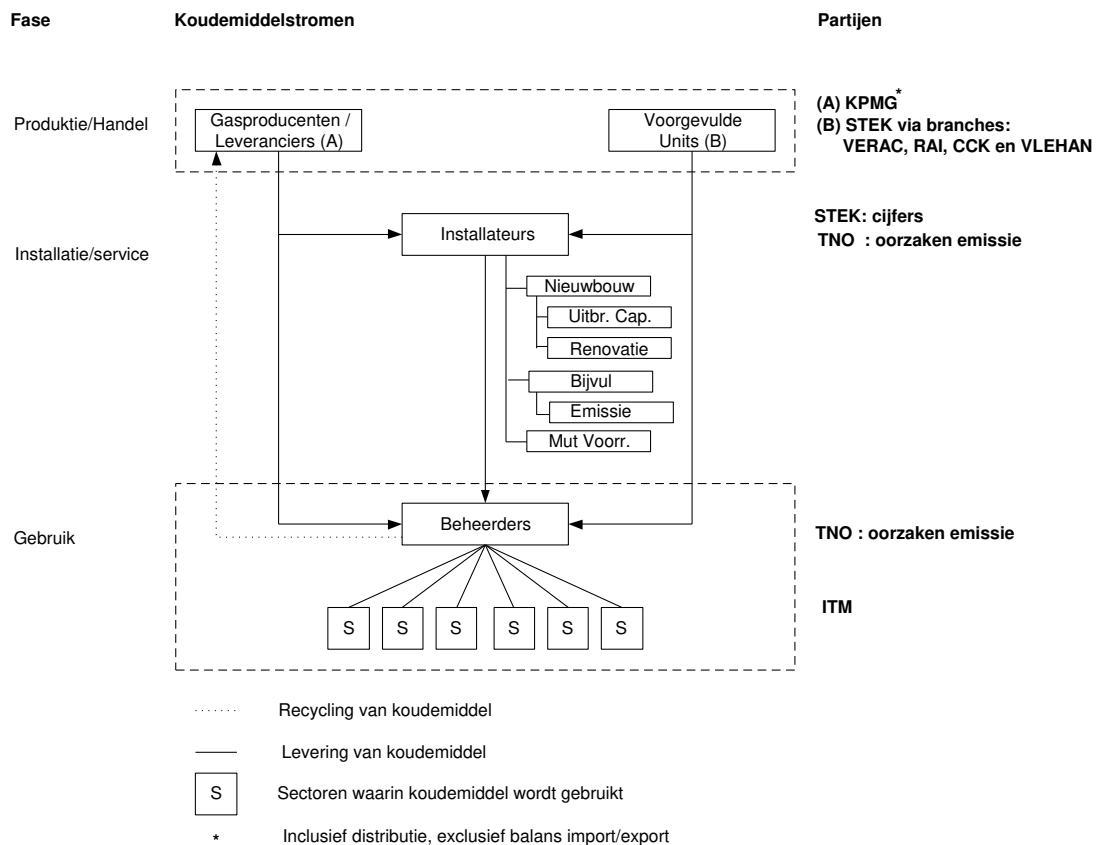 Fase
Koudemiddelstromen
Partijen
Produktie/Handel
Gasproducenten /
Leveranciers (A)
Voorgevulde
Units (B)
(A) KPMG*
(B) STEK via branches:
VERAC, RAI, CCK en VLEHAN
Installatie/service
Installateurs
STEK: cijfers
TNO : oorzaken emissie
Nieuwbouw
Uitbr. Cap.
Renovatie
Bijvul
Emissie
Mut Voorr.
Gebruik
Beheerders
TNO : oorzaken emissie
ITM
S S S S S S
Recycling van koudemiddel
Levering van koudemiddel
S Sectoren waarin koudemiddel wordt gebruikt
* Inclusief distributie, exclusief balans import/export